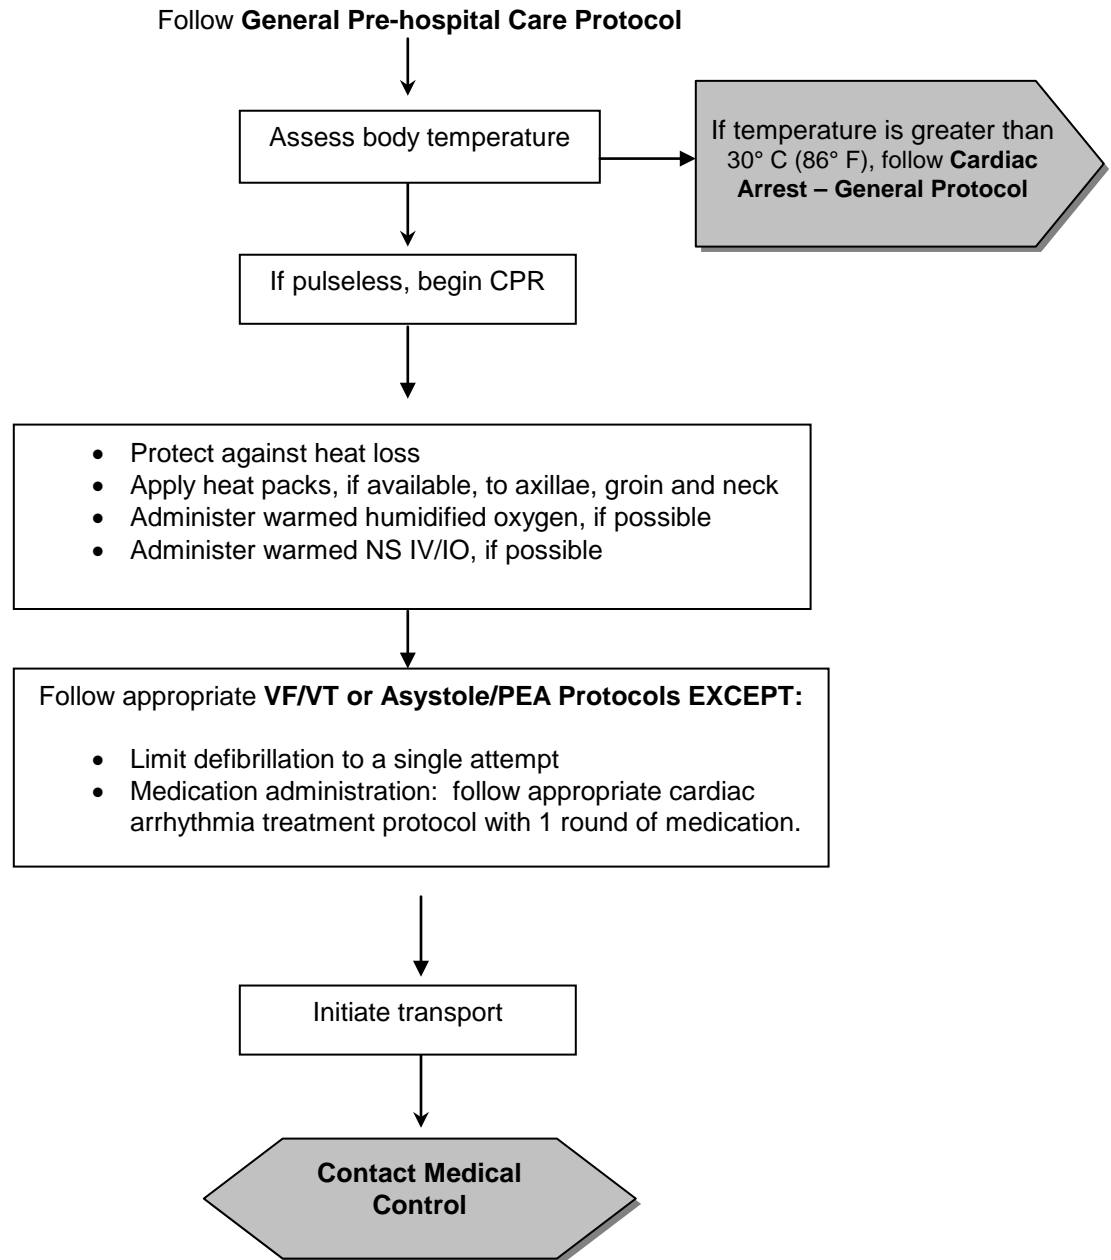 Follow General Pre-hospital Care Protocol
Assess body temperature
If temperature is greater than
30° C (86° F), follow Cardiac
Arrest – General Protocol
If pulseless, begin CPR
• Protect against heat loss
• Apply heat packs, if available, to axillae, groin and neck
• Administer warmed humidified oxygen, if possible
• Administer warmed NS IV/IO, if possible
Follow appropriate VF/VT or Asystole/PEA Protocols EXCEPT:
• Limit defibrillation to a single attempt
• Medication administration:  follow appropriate cardiac
arrhythmia treatment protocol with 1 round of medication.
Initiate transport
Contact Medical
Control